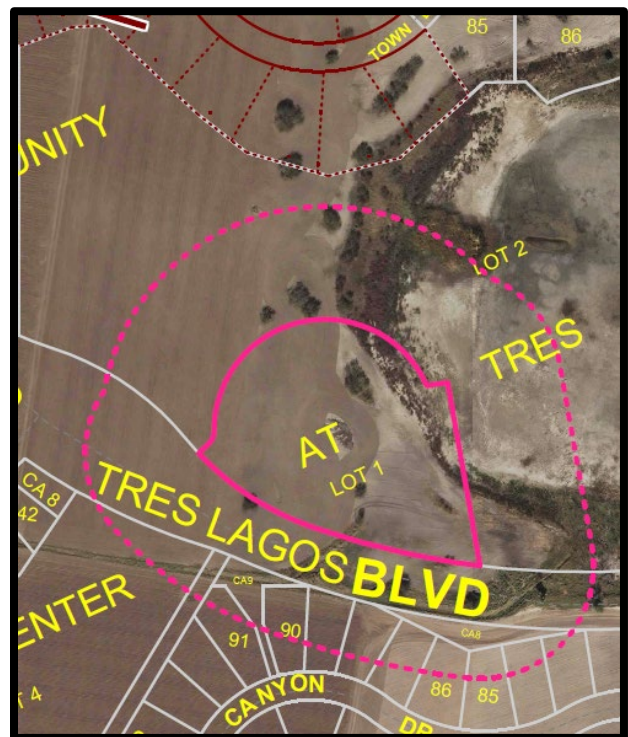 85
86
TOWN
UNITY
LOT 2
TRES
AT
LOT 1
TRES LAGOS BLVD
CA 8
42
CA9
ENTER
91
90
CA8
86
85
T 4
CANYON
DR